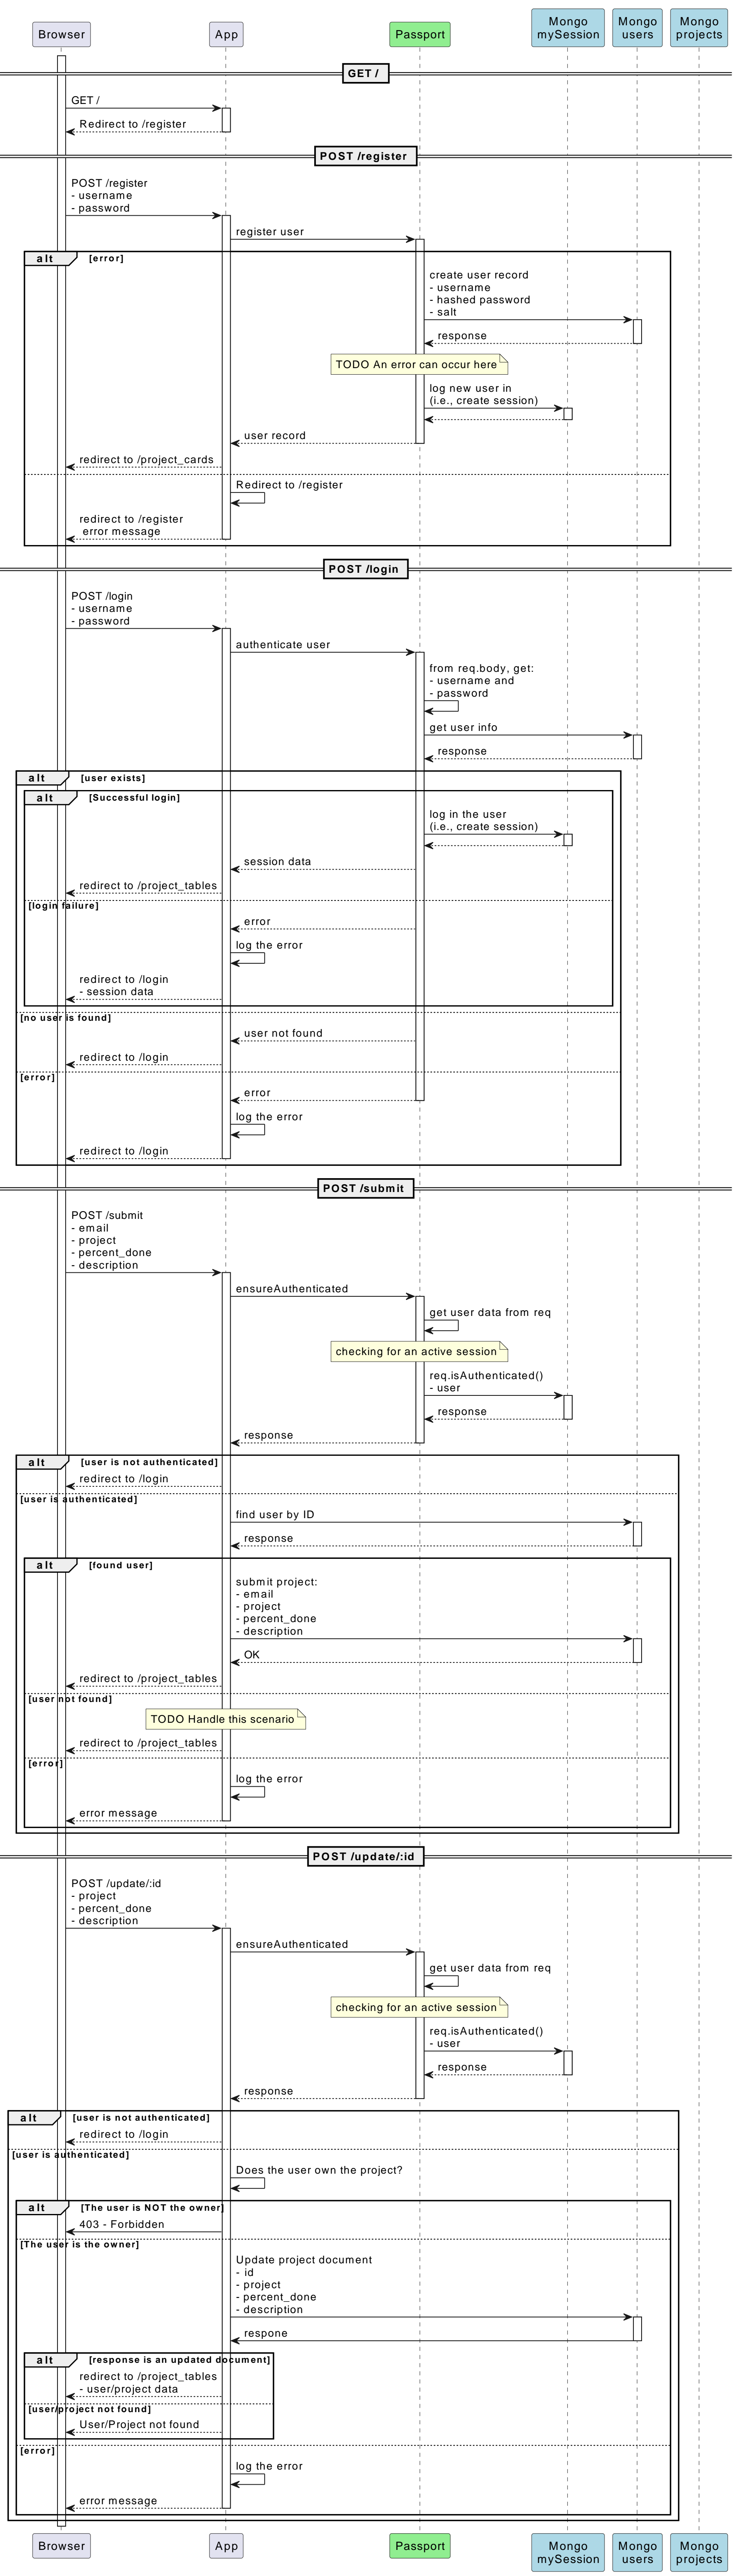 Browser
App
Passport
Mongo
mySession
Mongo
users
Mongo
projects
GET /
GET /
Redirect to /register
POST /register
POST /register
- username
- password
register user
alt
[error]
create user record
- username
- hashed password
- salt
response
TODO An error can occur here
log new user in
(i.e., create session)
user record
redirect to /project_cards
Redirect to /register
redirect to /register
error message
POST /login
POST /login
- username
- password
authenticate user
from req.body, get:
- username and
- password
get user info
response
alt
[user exists]
alt
[Successful login]
log in the user
(i.e., create session)
session data
redirect to /project_tables
[login failure]
error
log the error
redirect to /login
- session data
[no user is found]
user not found
redirect to /login
[error]
error
log the error
redirect to /login
POST /submit
POST /submit
- email
- project
- percent_done
- description
ensureAuthenticated
get user data from req
checking for an active session
req.isAuthenticated()
- user
response
response
alt
[user is not authenticated]
redirect to /login
[user is authenticated]
find user by ID
response
alt
[found user]
submit project:
- email
- project
- percent_done
- description
OK
redirect to /project_tables
[user not found]
TODO Handle this scenario
redirect to /project_tables
[error]
log the error
error message
POST /update/:id
POST /update/:id
- project
- percent_done
- description
ensureAuthenticated
get user data from req
checking for an active session
req.isAuthenticated()
- user
response
response
alt
[user is not authenticated]
redirect to /login
[user is authenticated]
Does the user own the project?
alt
[The user is NOT the owner]
403 - Forbidden
[The user is the owner]
Update project document
- id
- project
- percent_done
- description
respone
alt
[response is an updated document]
redirect to /project_tables
- user/project data
[user/project not found]
User/Project not found
[error]
log the error
error message
Browser
App
Passport
Mongo
mySession
Mongo
users
Mongo
projects